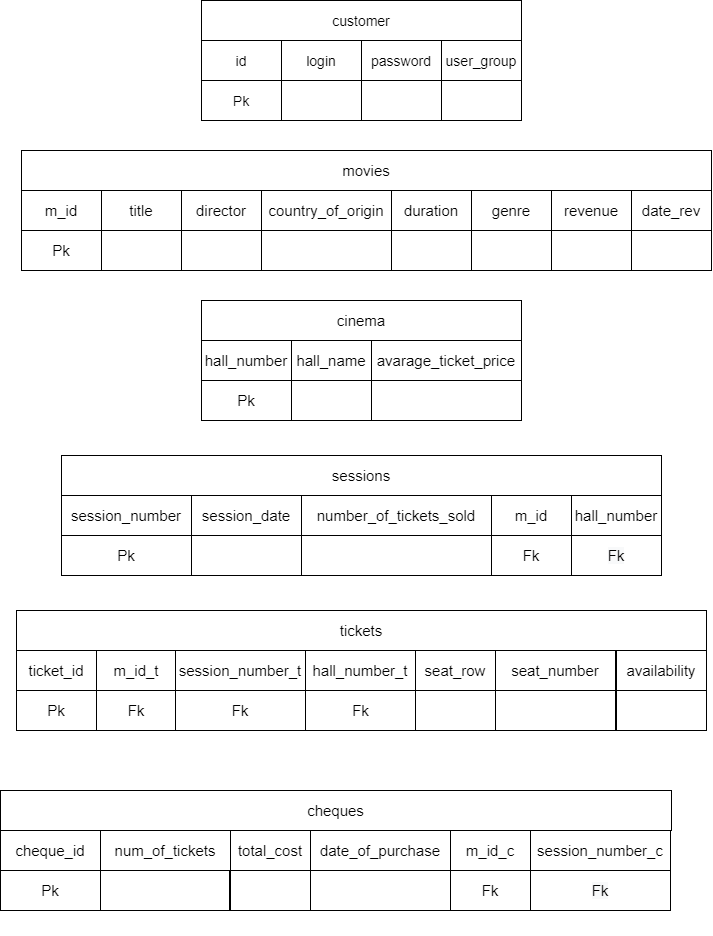 customer
id login password user_group
Pk
movies
m_id title director country_of_origin duration genre revenue date_rev
Pk
cinema
hall_number hall_name avarage_ticket_price
Pk
sessions
session_number session_date number_of_tickets_sold m_id hall_number
Pk Fk Fk
tickets
ticket_id m_id_t session_number_t hall_number_t seat_row seat_number availability
Pk Fk Fk Fk
cheques
cheque_id num_of_tickets total_cost date_of_purchase m_id_c session_number_c
Pk Fk Fk